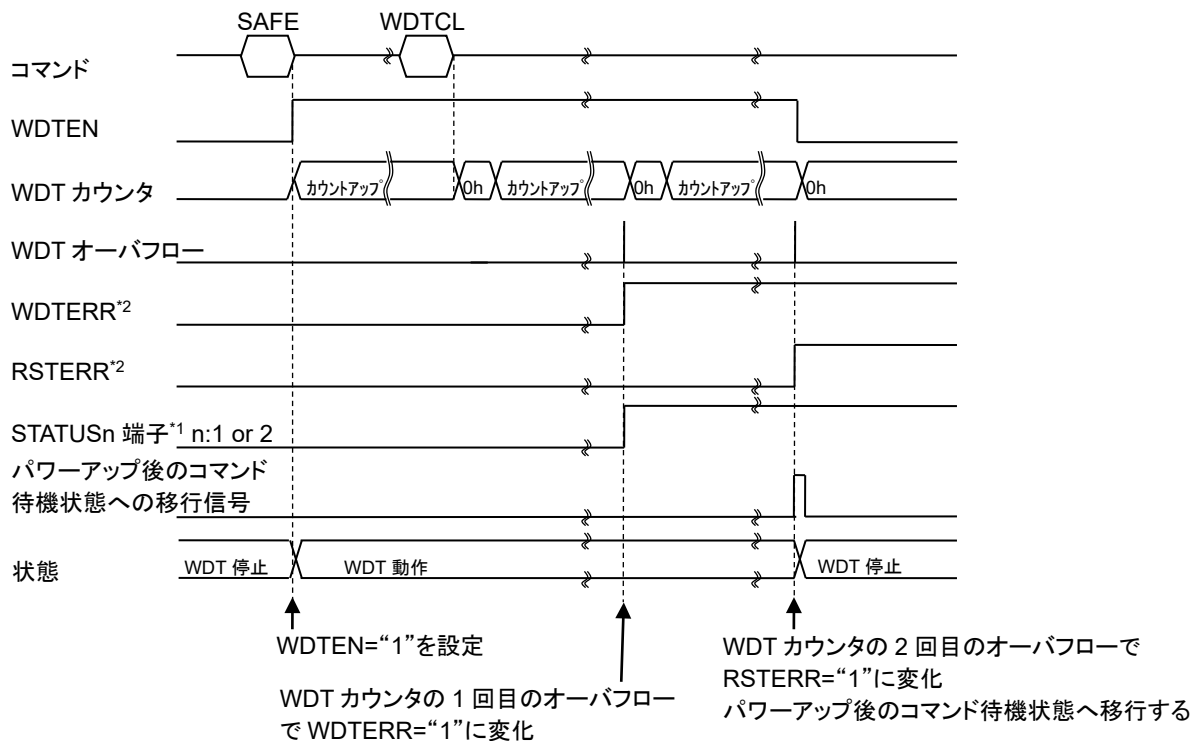 SAFE WDTCL
コマンド
WDTEN
WDT カウンタ カウントアップ 0h カウントアップ 0h カウントアップ 0h
WDT オーバフロー
WDTERR*2
RSTERR*2
STATUSn 端子*1 n:1 or 2
パワーアップ後のコマンド
待機状態への移行信号
状態 WDT 停止 WDT 動作 WDT 停止
WDTEN=“1”を設定
WDT カウンタの 1 回目のオーバフロー
で WDTERR=“1”に変化
WDT カウンタの 2 回目のオーバフローで
RSTERR=“1”に変化
パワーアップ後のコマンド待機状態へ移行する